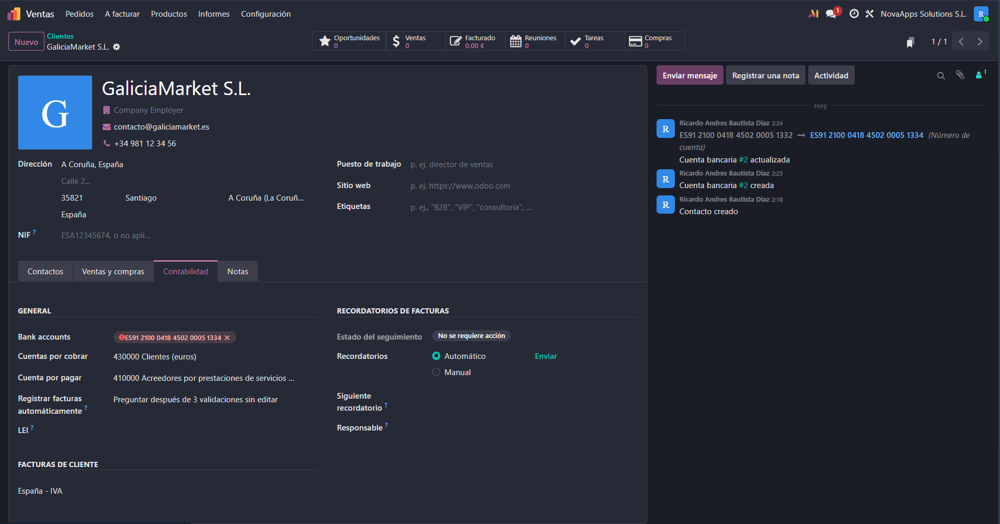 Ventas Pedidos A facturar Productos Informes Configuración
AI 1 NovaApps Solutions S.L. R
Nuevo
Clientes
GaliciaMarket S.L.
Oportunidades
0
Ventas
0
Facturado
0,00 €
Reuniones
0
Tareas
0
Compras
0
1 / 1
G
GaliciaMarket S.L.
Company Employer
contacto@galiciamarket.es
+34 981 12 34 56
Dirección A Coruña, España
Calle 2...
35821 Santiago A Coruña (La Coruñ...
España
NIF ? ESA12345674, o no apli...
Puesto de trabajo p. ej. director de ventas
Sitio web p. ej. https://www.odoo.com
Etiquetas p. ej., "B2B", "VIP", "consultoría", ...
Contactos Ventas y compras Contabilidad Notas
GENERAL
Bank accounts ES91 2100 0418 4502 0005 1334
Cuentas por cobrar 430000 Clientes (euros)
Cuenta por pagar 410000 Acreedores por prestaciones de servicios ...
Registrar facturas
automáticamente ? Preguntar después de 3 validaciones sin editar
LEI ?
RECORDATORIOS DE FACTURAS
Estado del seguimiento No se requiere acción
Recordatorios Automático Enviar
Manual
Siguiente
recordatorio ?
Responsable ?
FACTURAS DE CLIENTE
España - IVA
Enviar mensaje Registrar una nota Actividad 1
Hoy
R
Ricardo Andres Bautista Diaz 2:24
ES91 2100 0418 4502 0005 1332 → ES91 2100 0418 4502 0005 1334 (Número de
cuenta)
Cuenta bancaria #2 actualizada
R
Ricardo Andres Bautista Diaz 2:23
Cuenta bancaria #2 creada
R
Ricardo Andres Bautista Diaz 2:18
Contacto creado